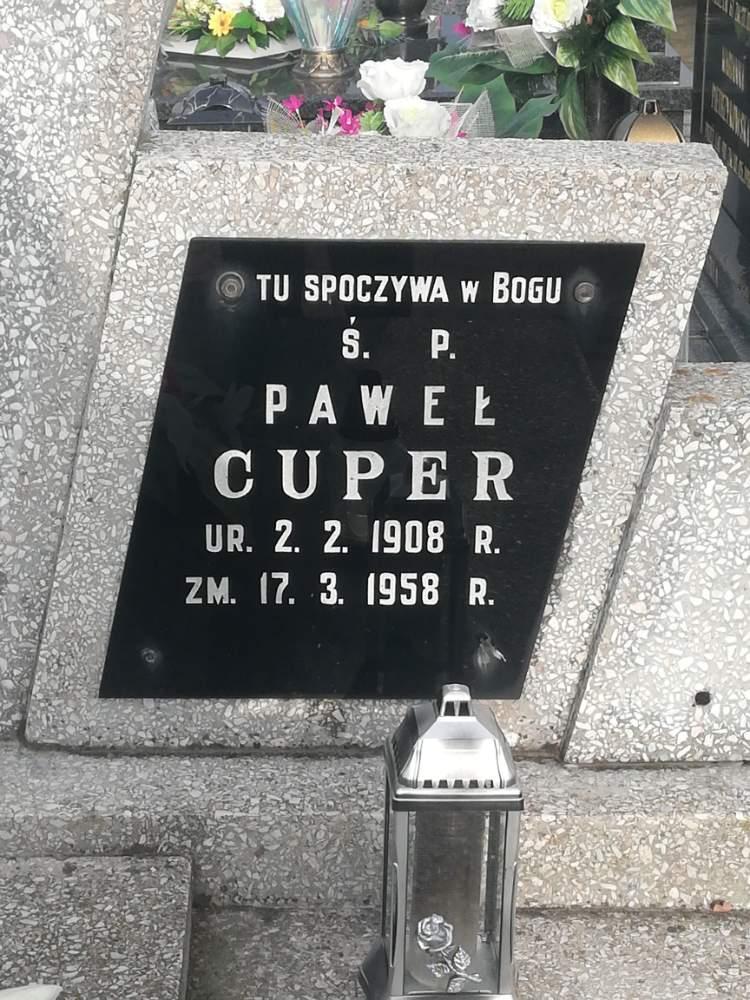 TU SPOCZYWA W BOGU
Ś. P.
PAWEŁ
CUPER
UR. 2. 2. 1908 R.
ZM. 17. 3. 1958 R.